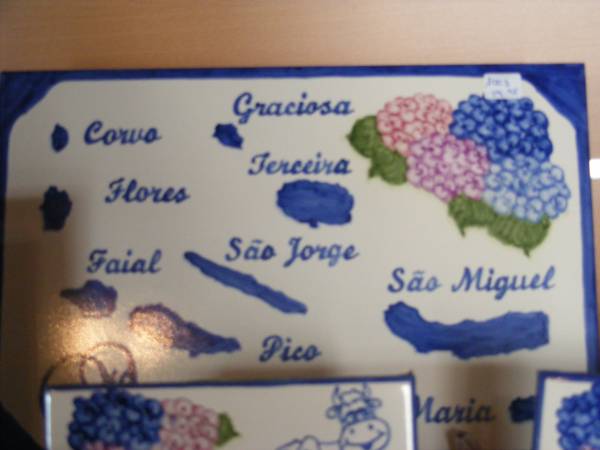 Graciosa
Corvo
Terceira
Flores
São Jorge
Faial
São Miguel
Pico
Maria